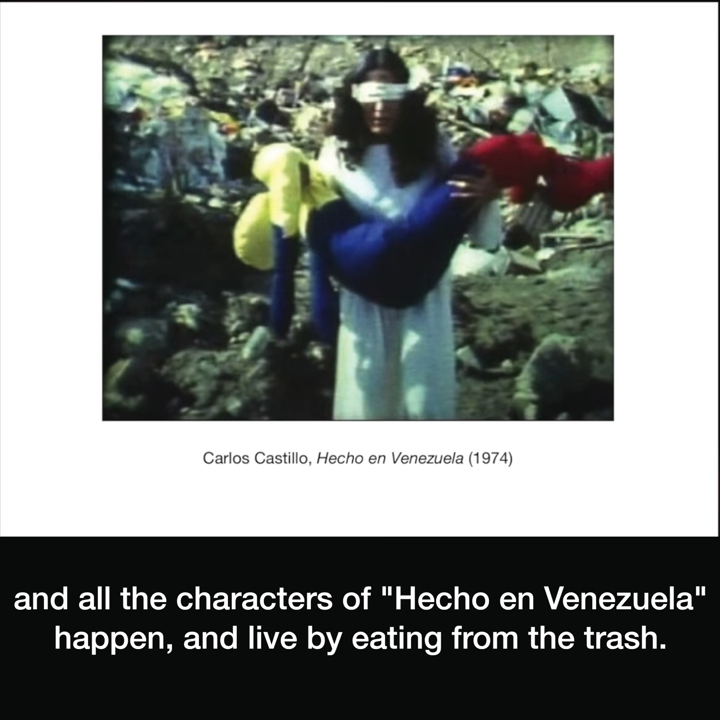 Carlos Castillo, Hecho en Venezuela (1974)
and all the characters of "Hecho en Venezuela"
happen, and live by eating from the trash.